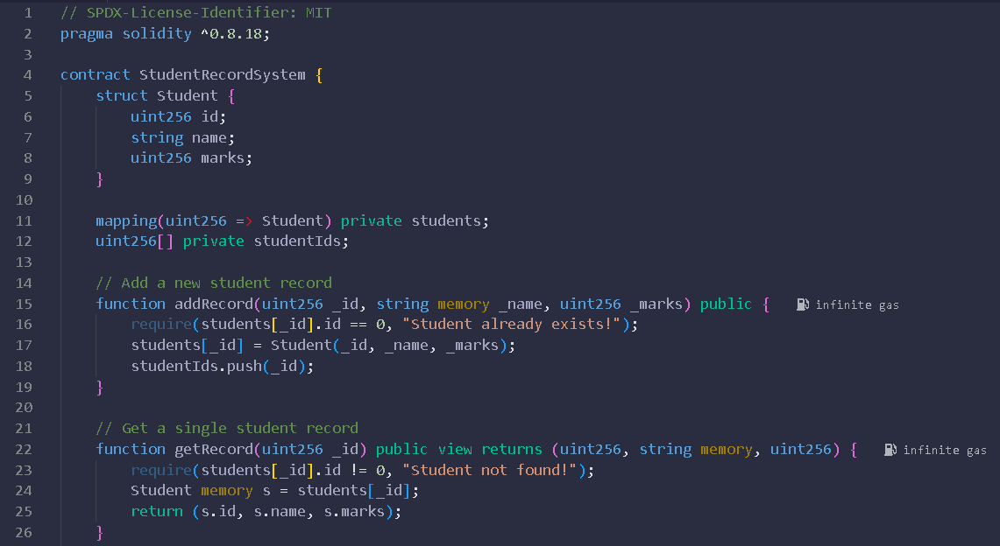 1 // SPDX-License-Identifier: MIT
2 pragma solidity ^0.8.18;
3
4 contract StudentRecordSystem {
5     struct Student {
6         uint256 id;
7         string name;
8         uint256 marks;
9     }
10
11     mapping(uint256 => Student) private students;
12     uint256[] private studentIds;
13
14     // Add a new student record
15     function addRecord(uint256 _id, string memory _name, uint256 _marks) public {    infinite gas
16         require(students[_id].id == 0, "Student already exists!");
17         students[_id] = Student(_id, _name, _marks);
18         studentIds.push(_id);
19     }
20
21     // Get a single student record
22     function getRecord(uint256 _id) public view returns (uint256, string memory, uint256) {    infinite gas
23         require(students[_id].id != 0, "Student not found!");
24         Student memory s = students[_id];
25         return (s.id, s.name, s.marks);
26     }